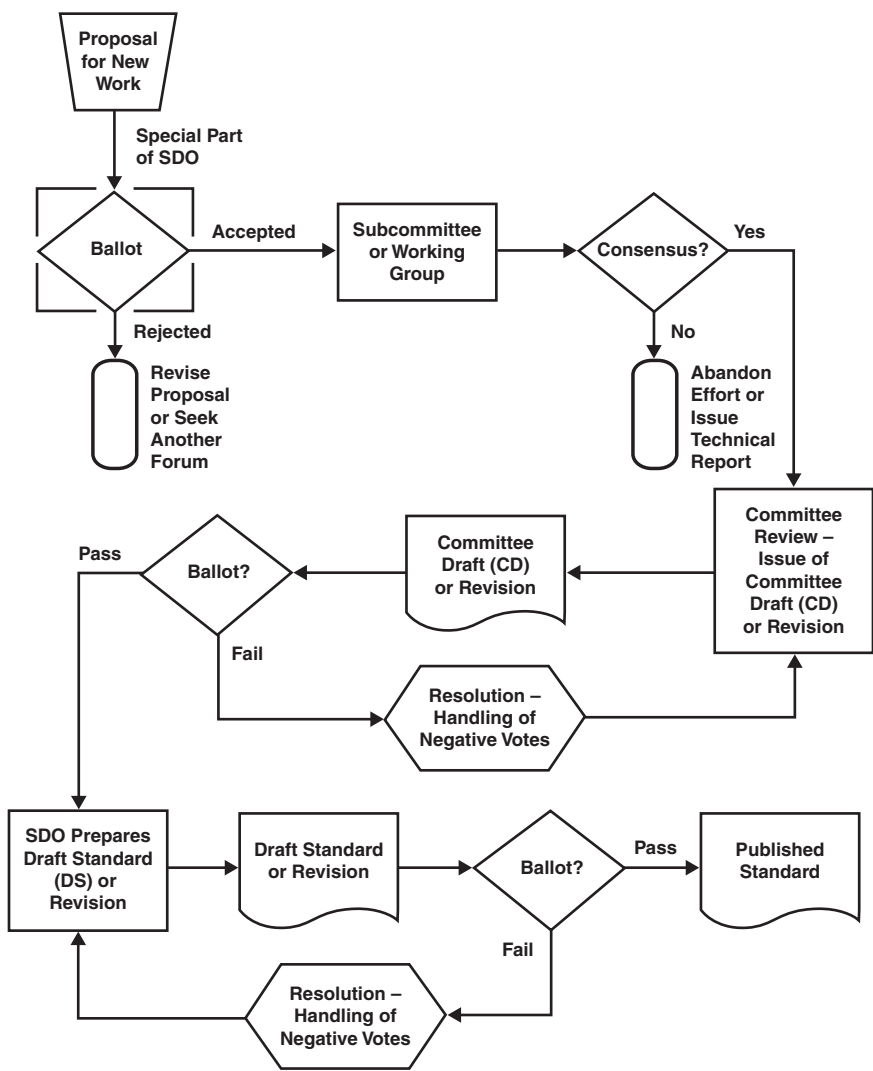 Proposal
for New
Work
Special Part
of SDO
Ballot
Accepted
Subcommittee
or Working
Group
Consensus?
Yes
Rejected
No
Revise
Proposal
or Seek
Another
Forum
Abandon
Effort or
Issue
Technical
Report
Committee
Review –
Issue of
Committee
Draft (CD)
or Revision
Committee
Draft (CD)
or Revision
Ballot?
Pass
Fail
Resolution –
Handling of
Negative Votes
SDO Prepares
Draft Standard
(DS) or
Revision
Draft Standard
or Revision
Ballot?
Pass
Published
Standard
Fail
Resolution –
Handling of
Negative Votes